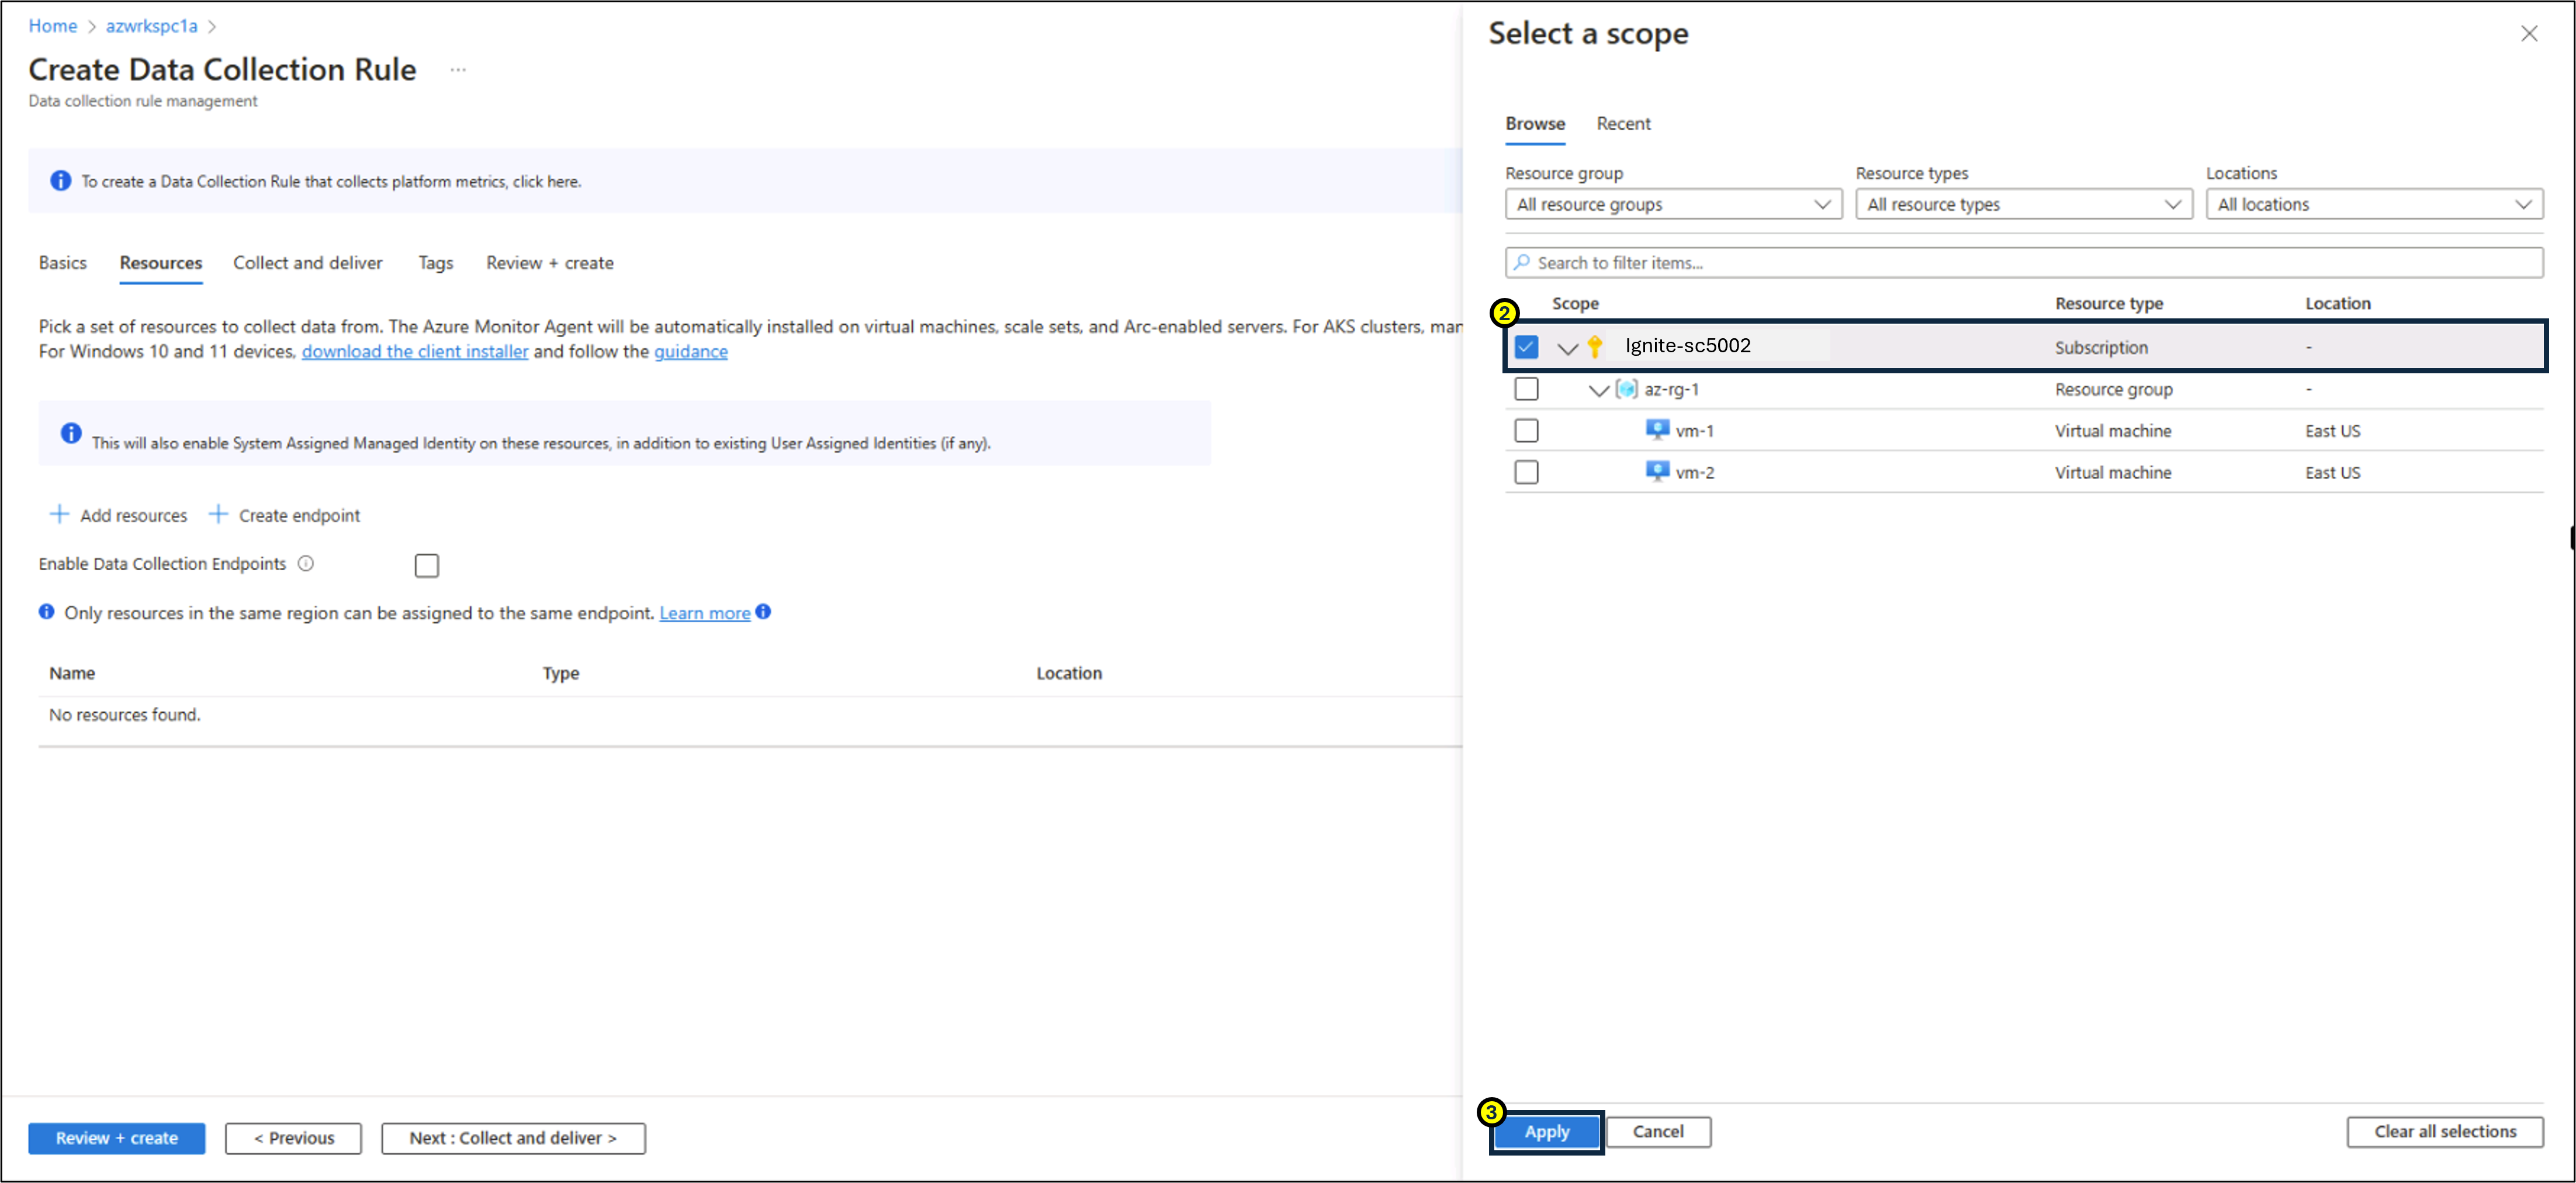 Home > azwrkspc1a >
Create Data Collection Rule ...
Data collection rule management
To create a Data Collection Rule that collects platform metrics, click here.
Basics Resources Collect and deliver Tags Review + create
Pick a set of resources to collect data from. The Azure Monitor Agent will be automatically installed on virtual machines, scale sets, and Arc-enabled servers. For AKS clusters, man
For Windows 10 and 11 devices, download the client installer and follow the guidance
This will also enable System Assigned Managed Identity on these resources, in addition to existing User Assigned Identities (if any).
+ Add resources + Create endpoint
Enable Data Collection Endpoints
Only resources in the same region can be assigned to the same endpoint. Learn more
Name Type Location
No resources found.
Review + create < Previous Next : Collect and deliver >
Select a scope
Browse Recent
Resource group Resource types Locations
All resource groups All resource types All locations
Search to filter items...
Scope Resource type Location
2
Ignite-sc5002 Subscription -
az-rg-1 Resource group -
vm-1 Virtual machine East US
vm-2 Virtual machine East US
3
Apply Cancel Clear all selections